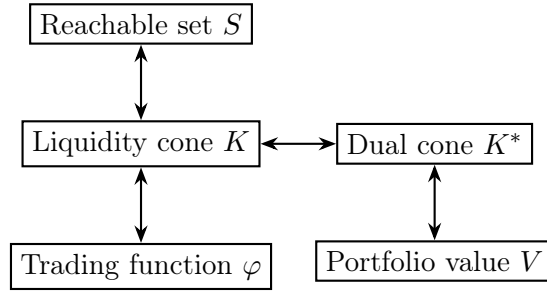 Reachable set S
Liquidity cone K
Dual cone K*
Trading function φ
Portfolio value V